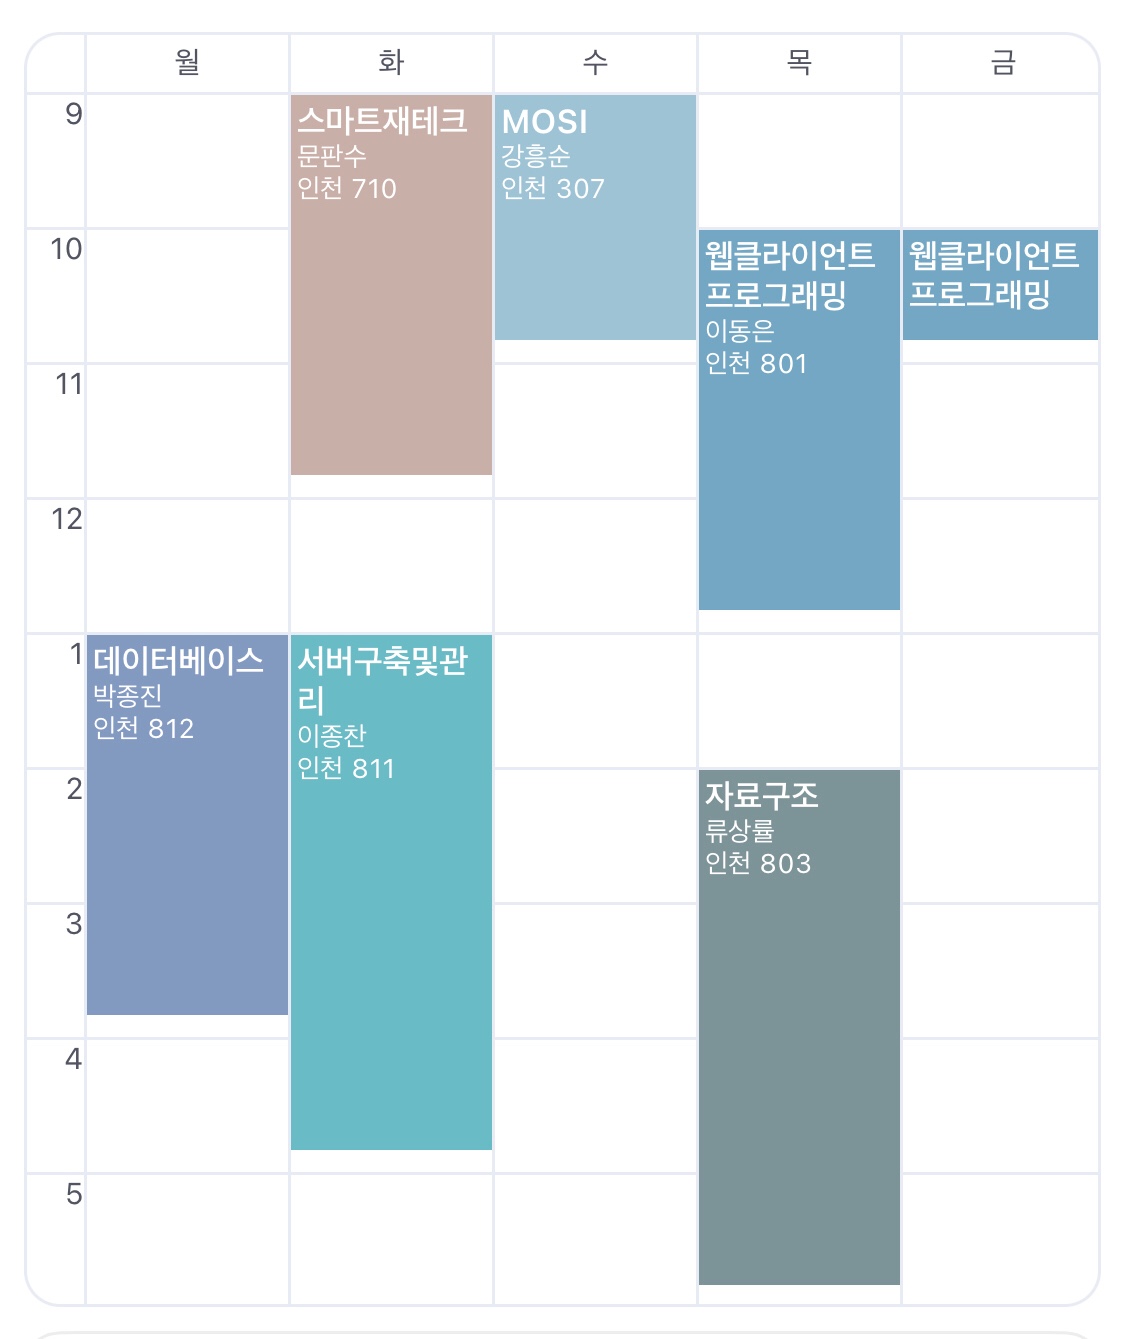 월 화 수 목 금
9
스마트재테크
문판수
인천 710
MOSI
강흥순
인천 307
10
웹클라이언트
프로그래밍
이동은
인천 801
웹클라이언트
프로그래밍
11
12
1
데이터베이스
박종진
인천 812
서버구축및관
리
이종찬
인천 811
2
자료구조
류상률
인천 803
3
4
5